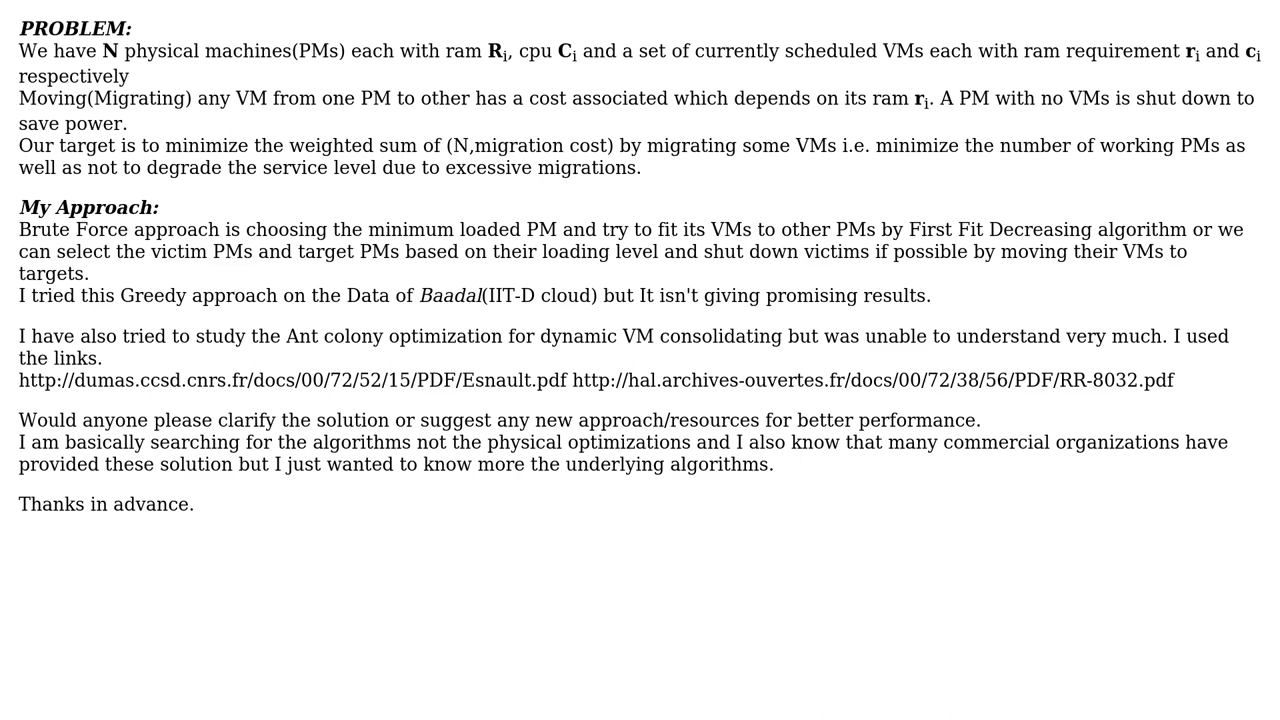 PROBLEM:
We have N physical machines(PMs) each with ram Ri, cpu Ci and a set of currently scheduled VMs each with ram requirement ri and ci
respectively
Moving(Migrating) any VM from one PM to other has a cost associated which depends on its ram ri. A PM with no VMs is shut down to
save power.
Our target is to minimize the weighted sum of (N,migration cost) by migrating some VMs i.e. minimize the number of working PMs as
well as not to degrade the service level due to excessive migrations.
My Approach:
Brute Force approach is choosing the minimum loaded PM and try to fit its VMs to other PMs by First Fit Decreasing algorithm or we
can select the victim PMs and target PMs based on their loading level and shut down victims if possible by moving their VMs to
targets.
I tried this Greedy approach on the Data of Baadal(IIT-D cloud) but It isn't giving promising results.
I have also tried to study the Ant colony optimization for dynamic VM consolidating but was unable to understand very much. I used
the links.
http://dumas.ccsd.cnrs.fr/docs/00/72/52/15/PDF/Esnault.pdf http://hal.archives-ouvertes.fr/docs/00/72/38/56/PDF/RR-8032.pdf
Would anyone please clarify the solution or suggest any new approach/resources for better performance.
I am basically searching for the algorithms not the physical optimizations and I also know that many commercial organizations have
provided these solution but I just wanted to know more the underlying algorithms.
Thanks in advance.